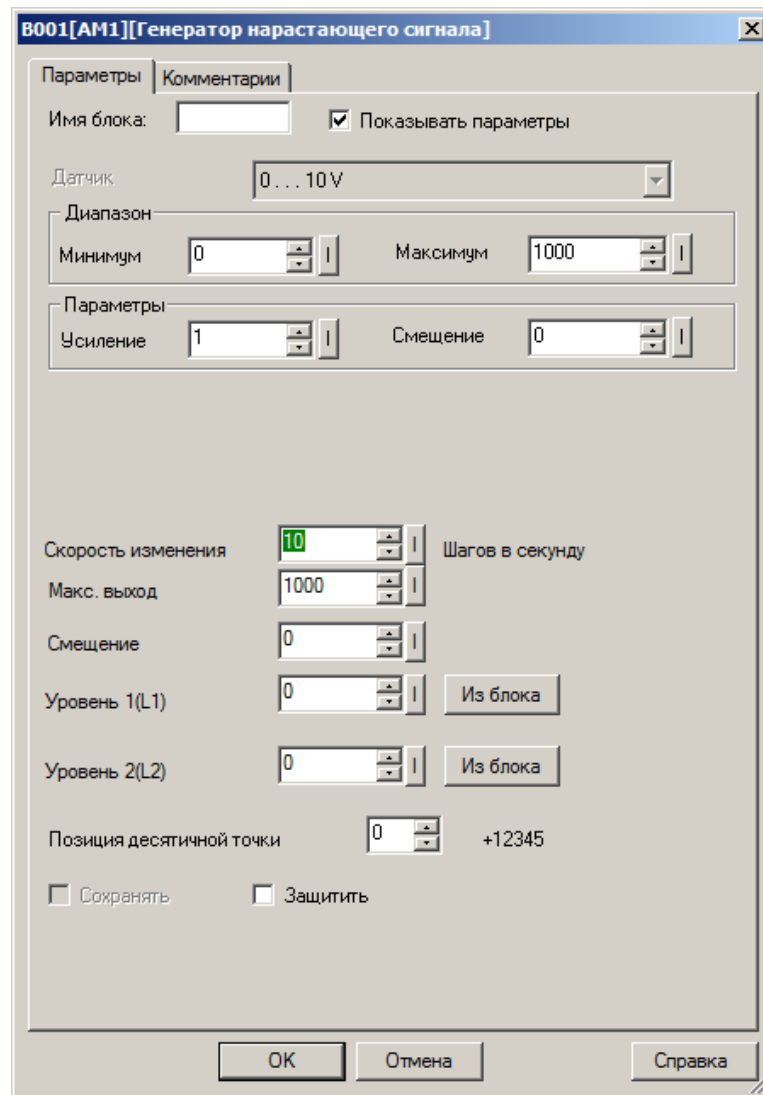 B001[AM1][Генератор нарастающего сигнала]
Параметры Комментарии
Имя блока: Показывать параметры
Датчик 0...10V
Диапазон
Минимум 0 Максимум 1000
Параметры
Усиление 1 Смещение 0
Скорость изменения 10 Шагов в секунду
Макс. выход 1000
Смещение 0
Уровень 1(L1) 0 Из блока
Уровень 2(L2) 0 Из блока
Позиция десятичной точки 0 +12345
Сохранять Защитить
OK Отмена Справка